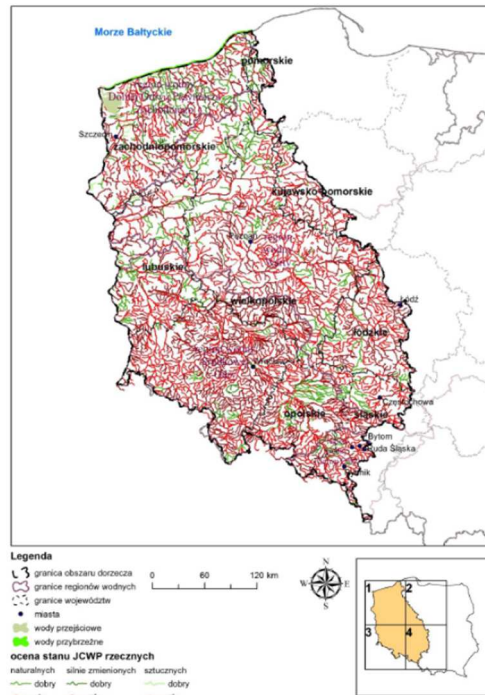 Morze Bałtyckie
pomorskie
zachodniopomorskie
kujawsko-pomorskie
lubuskie
wielkopolskie
Łódź
łódzkie
Częstochowa
opolskie
śląskie
Bytom
Ruda Śląska
Legenda
granica obszaru dorzecza
granice regionów wodnych
granice województw
miasta
wody przejściowe
wody przybrzeżne
0 60 120 km
N
W E
S
1 2
3 4
ocena stanu JCWP rzecznych
naturalnych silnie zmienionych sztucznych
dobry dobry dobry